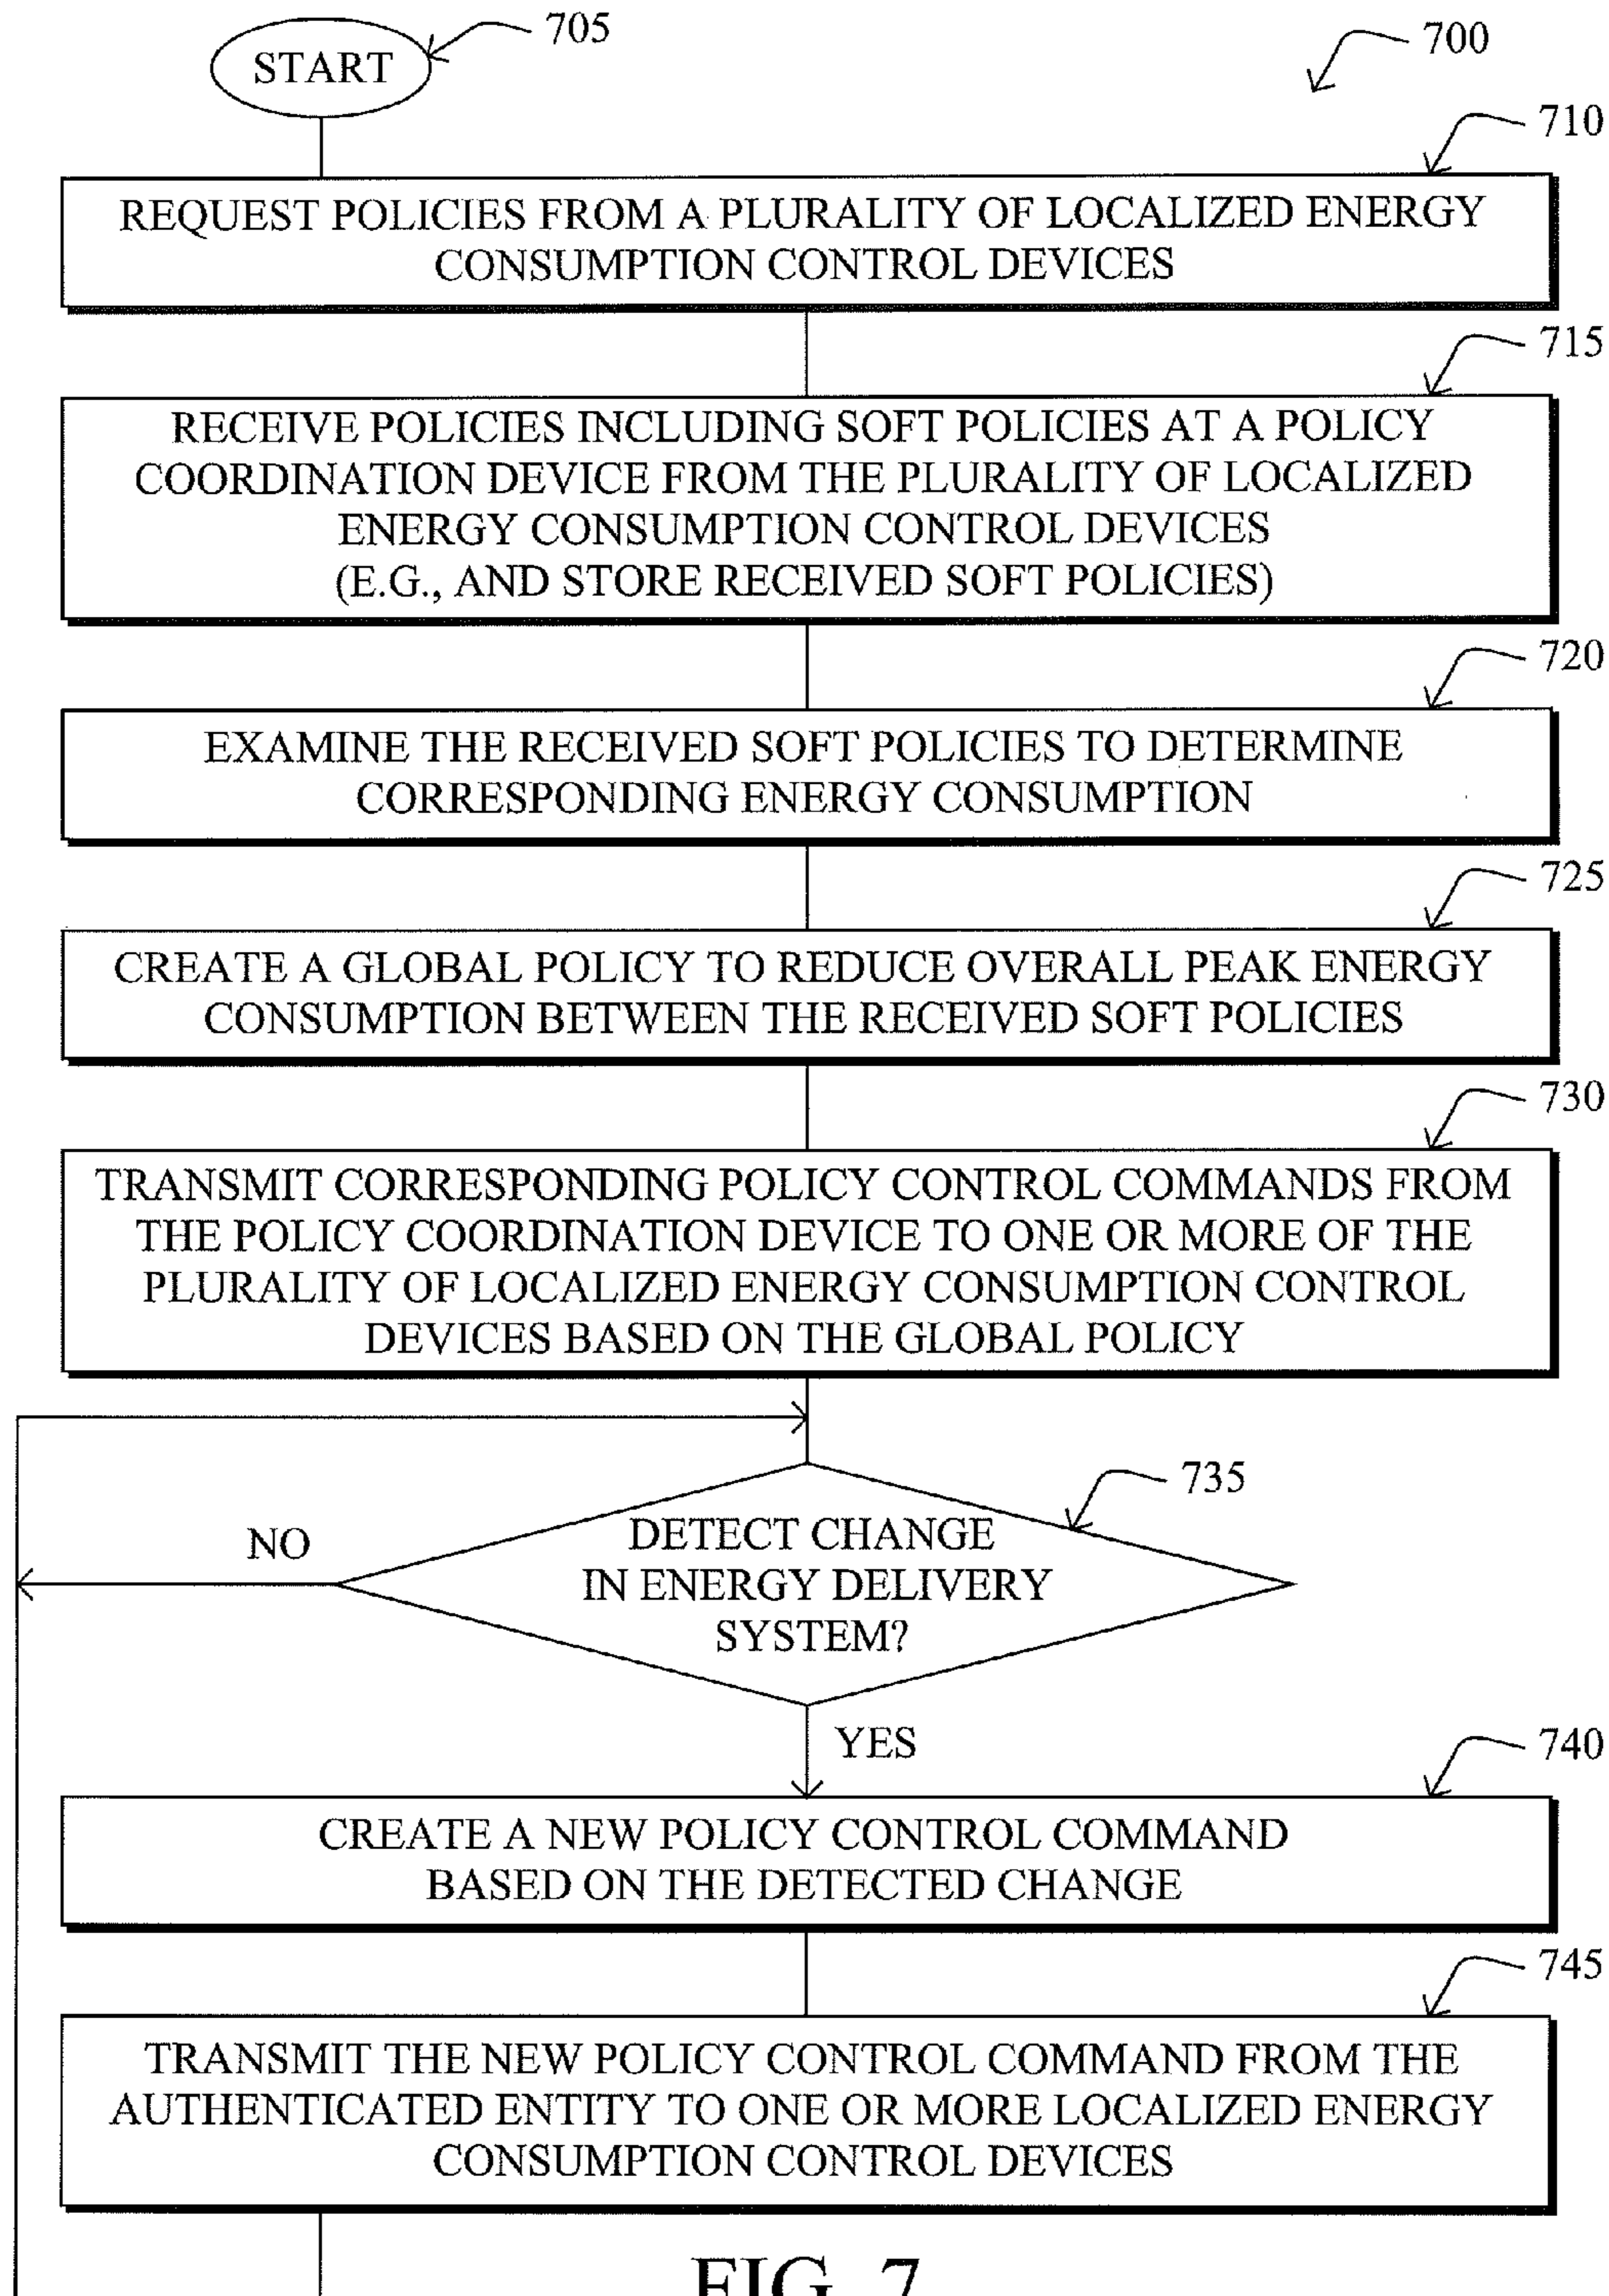 705
START
700
710
REQUEST POLICIES FROM A PLURALITY OF LOCALIZED ENERGY
CONSUMPTION CONTROL DEVICES
715
RECEIVE POLICIES INCLUDING SOFT POLICIES AT A POLICY
COORDINATION DEVICE FROM THE PLURALITY OF LOCALIZED
ENERGY CONSUMPTION CONTROL DEVICES
(E.G., AND STORE RECEIVED SOFT POLICIES)
720
EXAMINE THE RECEIVED SOFT POLICIES TO DETERMINE
CORRESPONDING ENERGY CONSUMPTION
725
CREATE A GLOBAL POLICY TO REDUCE OVERALL PEAK ENERGY
CONSUMPTION BETWEEN THE RECEIVED SOFT POLICIES
730
TRANSMIT CORRESPONDING POLICY CONTROL COMMANDS FROM
THE POLICY COORDINATION DEVICE TO ONE OR MORE OF THE
PLURALITY OF LOCALIZED ENERGY CONSUMPTION CONTROL
DEVICES BASED ON THE GLOBAL POLICY
735
NO
DETECT CHANGE
IN ENERGY DELIVERY
SYSTEM?
YES
740
CREATE A NEW POLICY CONTROL COMMAND
BASED ON THE DETECTED CHANGE
745
TRANSMIT THE NEW POLICY CONTROL COMMAND FROM THE
AUTHENTICATED ENTITY TO ONE OR MORE LOCALIZED ENERGY
CONSUMPTION CONTROL DEVICES
FIG. 7